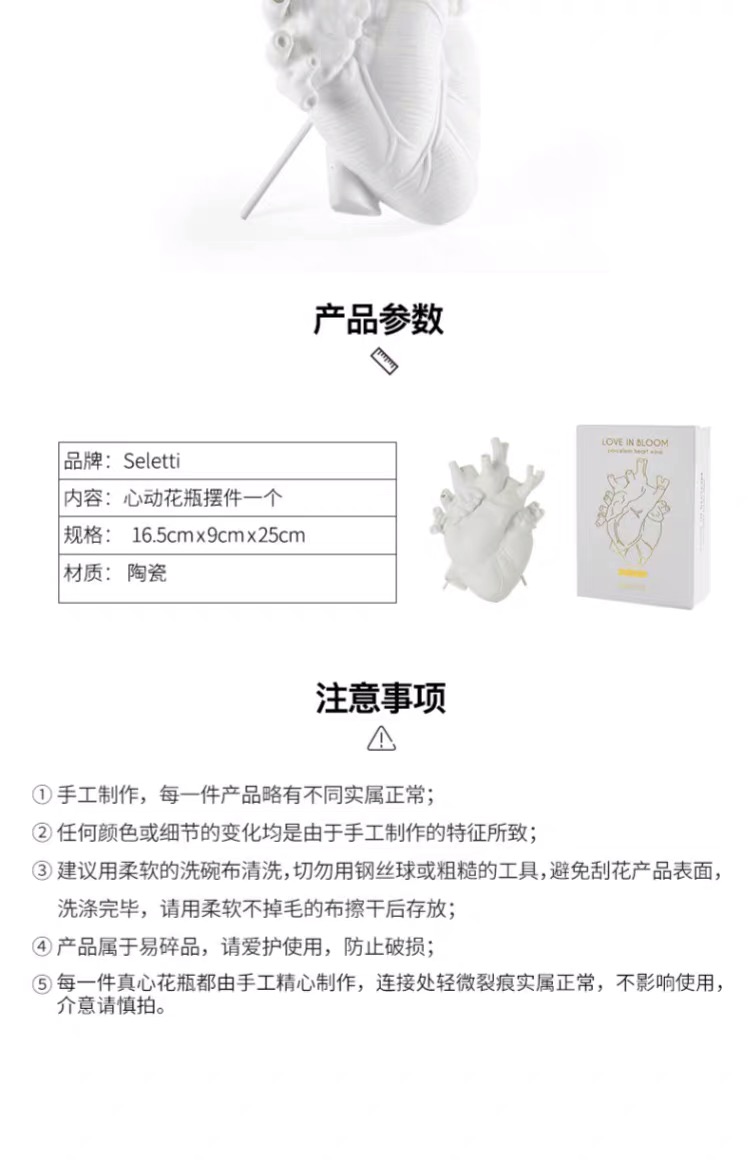 产品参数
品牌：Seletti
内容：心动花瓶摆件一个
规格： 16.5cmx9cmx25cm
材质： 陶瓷
LOVE IN BLOOM
porcelain heart vase
注意事项
① 手工制作，每一件产品略有不同实属正常；
② 任何颜色或细节的变化均是由于手工制作的特征所致；
③ 建议用柔软的洗碗布清洗，切勿用钢丝球或粗糙的工具，避免刮花产品表面，
洗涤完毕，请用柔软不掉毛的布擦干后存放；
④ 产品属于易碎品，请爱护使用，防止破损；
⑤ 每一件真心花瓶都由手工精心制作，连接处轻微裂痕实属正常，不影响使用，
介意请慎拍。